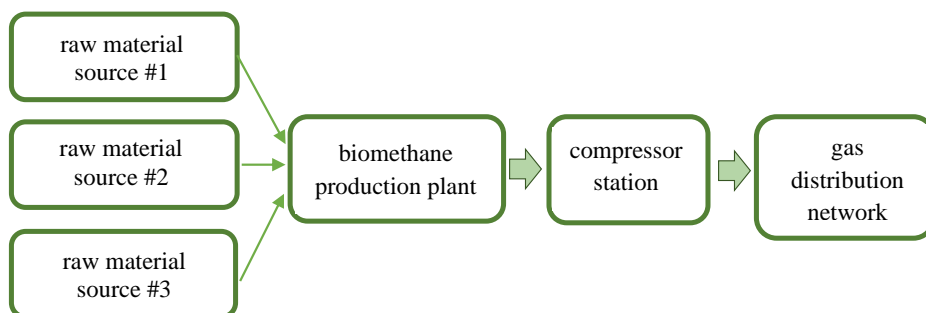 raw material
source #1
raw material
source #2
raw material
source #3
biomethane
production plant
compressor
station
gas
distribution
network